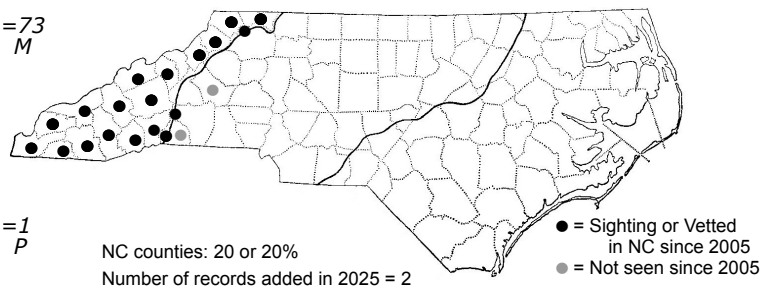 =73
M
=1
P
NC counties: 20 or 20%
Number of records added in 2025 = 2
● = Sighting or Vetted
in NC since 2005
● = Not seen since 2005